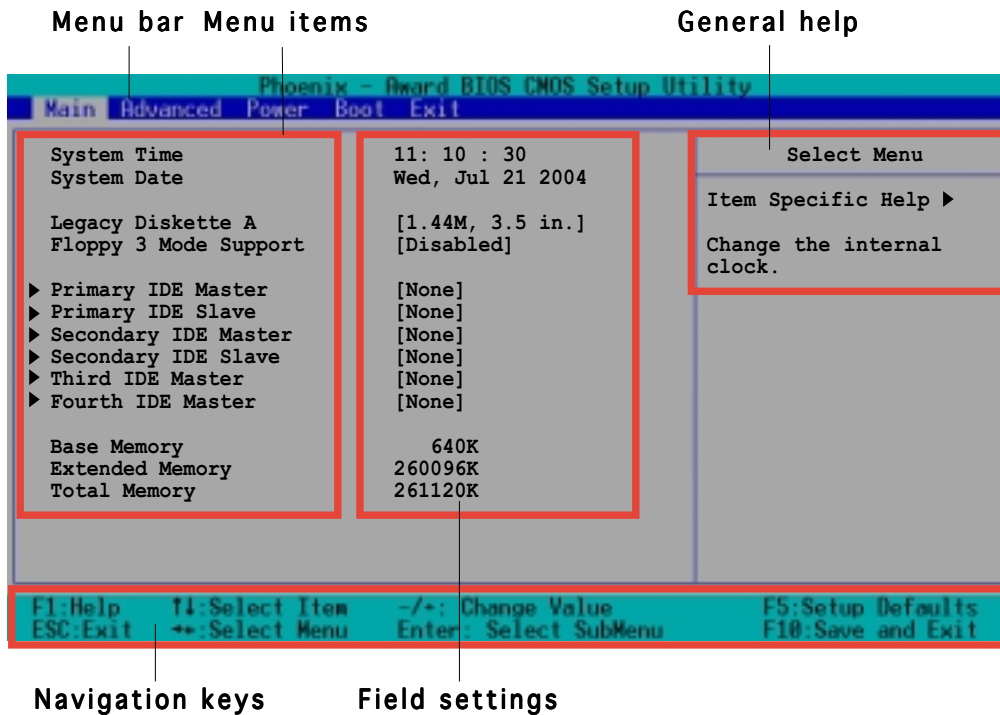 Menu bar Menu items General help
Phoenix - Award BIOS CMOS Setup Utility
Main Advanced Power Boot Exit
System Time 11: 10 : 30
System Date Wed, Jul 21 2004
Legacy Diskette A [1.44M, 3.5 in.]
Floppy 3 Mode Support [Disabled]
Primary IDE Master [None]
Primary IDE Slave [None]
Secondary IDE Master [None]
Secondary IDE Slave [None]
Third IDE Master [None]
Fourth IDE Master [None]
Base Memory 640K
Extended Memory 260096K
Total Memory 261120K
Select Menu
Item Specific Help
Change the internal
clock.
F1:Help ↑↓:Select Item -/+: Change Value F5:Setup Defaults
ESC:Exit ←→:Select Menu Enter: Select SubMenu F10:Save and Exit
Navigation keys Field settings